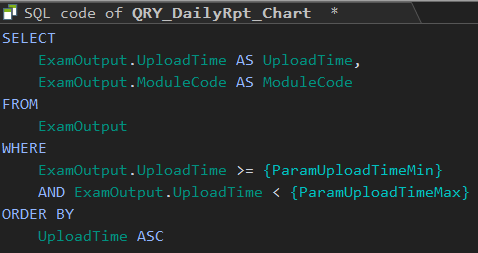 SQL code of QRY_DailyRpt_Chart *
SELECT
ExamOutput.UploadTime AS UploadTime,
ExamOutput.ModuleCode AS ModuleCode
FROM
ExamOutput
WHERE
ExamOutput.UploadTime >= {ParamUploadTimeMin}
AND ExamOutput.UploadTime < {ParamUploadTimeMax}
ORDER BY
UploadTime ASC